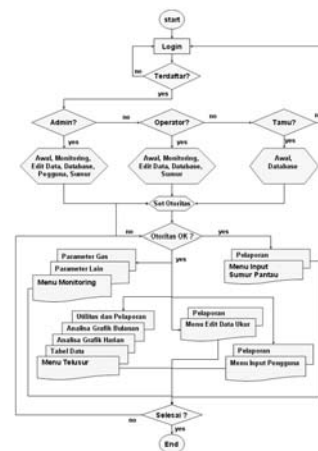 start
Login
no
Terdaftar?
yes
Admin?
no
Operator?
no
Tamu?
no
yes
yes
yes
Awal, Monitoring,
Edit Data, Database,
Pegguna, Sumur
Awal, Monitoring,
Edit Data, Database,
Sumur
Awal,
Database
Set Otoritas
no
Otoritas OK ?
yes
yes
Parameter Gas
Parameter Lain
Menu Monitoring
Pelaporan
Menu Input
Sumur Pantau
Utilitas dan Pelaporan
Analisa Grafik Bulanan
Analisa Grafik Harian
Tabel Data
Menu Telusur
Pelaporan
Menu Edit Data Ukur
Pelaporan
Menu Input Pengguna
no
Selesai ?
yes
yes
End